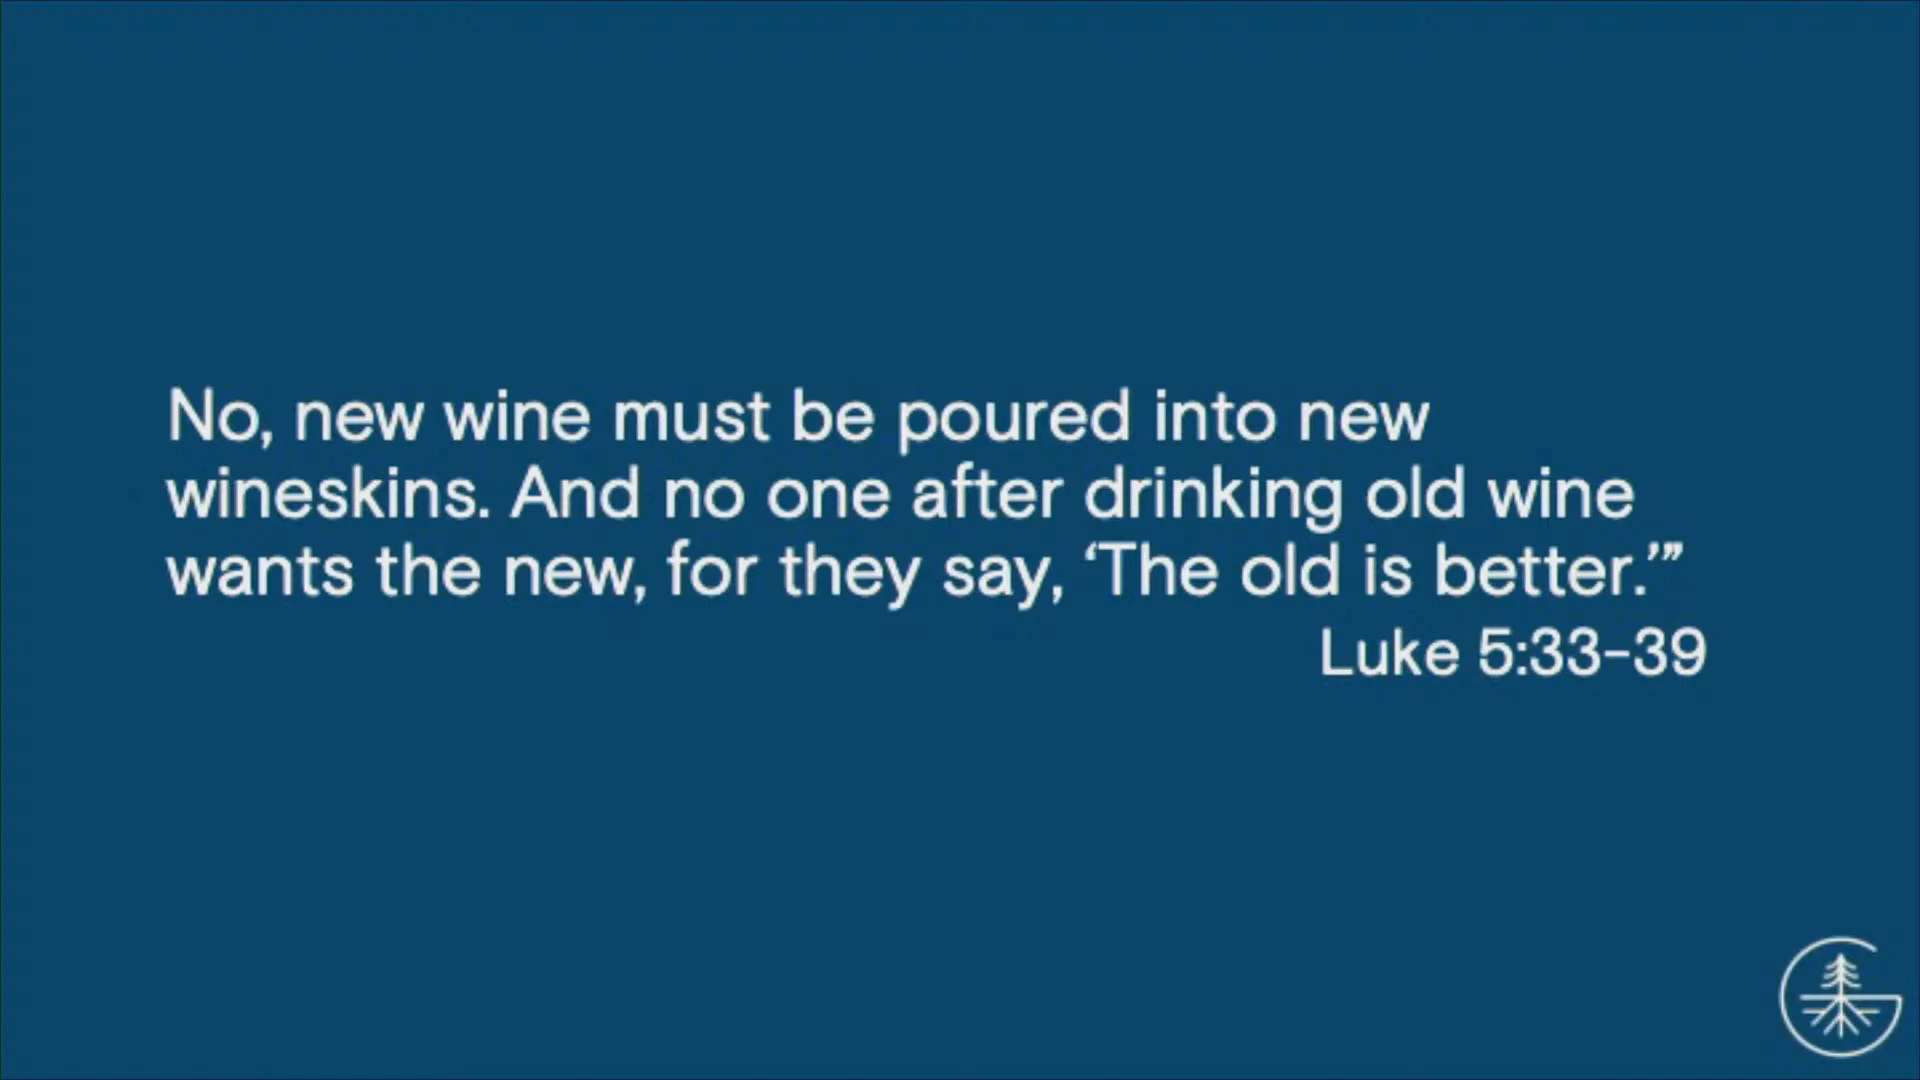 No, new wine must be poured into new
wineskins. And no one after drinking old wine
wants the new, for they say, ‘The old is better.’”
Luke 5:33-39